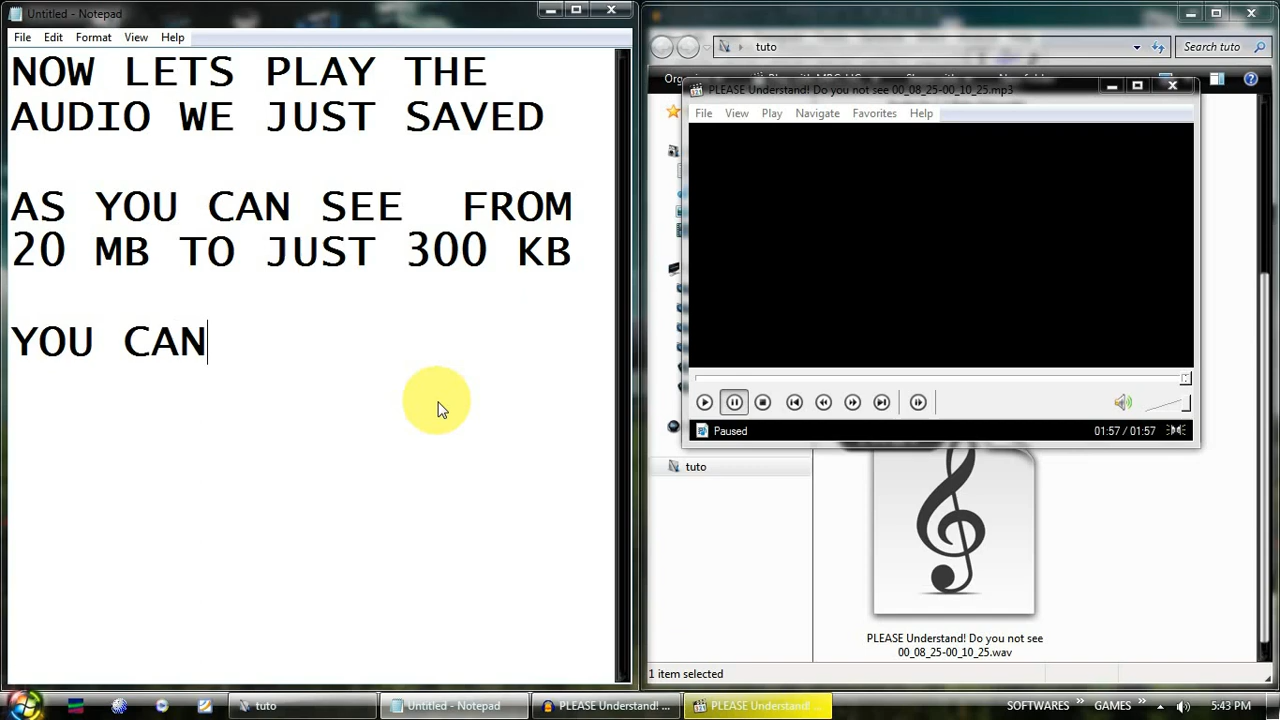 Untitled - Notepad
File Edit Format View Help
NOW LETS PLAY THE
AUDIO WE JUST SAVED
AS YOU CAN SEE FROM
20 MB TO JUST 300 KB
YOU CAN
tuto
Search tuto
PLEASE Understand! Do you not see 00_08_25-00_10_25.mp3
File View Play Navigate Favorites Help
Paused
01:57 / 01:57
tuto
PLEASE Understand! Do you not see
00_08_25-00_10_25.wav
1 item selected
tuto
Untitled - Notepad
PLEASE Understand! ...
PLEASE Understand! ...
SOFTWARES
GAMES
5:43 PM